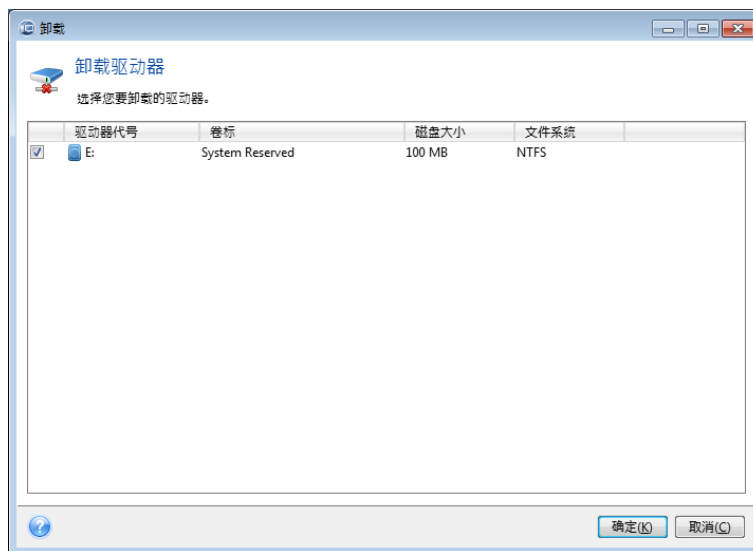 卸载
卸载驱动器
选择您要卸载的驱动器。
驱动器代号 卷标 磁盘大小 文件系统
E: System Reserved 100 MB NTFS
确定(K) 取消(C)